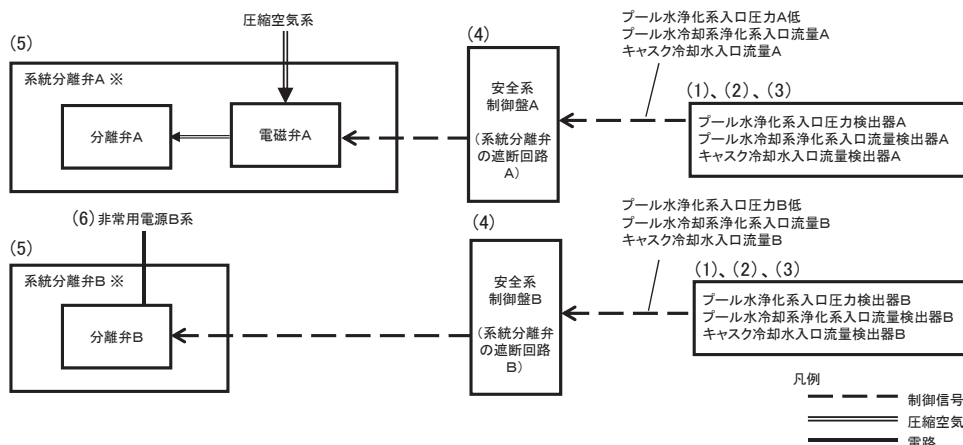 圧縮空気系
(5)
系統分離弁A ※
分離弁A
電磁弁A
(4)
安全系
制御盤A
(系統分離弁
の遮断回路
A)
プール水浄化系入口圧力A低
プール水冷却系浄化系入口流量A
キャスク冷却水入口流量A
(1)、(2)、(3)
プール水浄化系入口圧力検出器A
プール水冷却系浄化系入口流量検出器A
キャスク冷却水入口流量検出器A
(6)非常用電源B系
(5)
系統分離弁B ※
分離弁B
(4)
安全系
制御盤B
(系統分離弁
の遮断回路
B)
プール水浄化系入口圧力B低
プール水冷却系浄化系入口流量B
キャスク冷却水入口流量B
(1)、(2)、(3)
プール水浄化系入口圧力検出器B
プール水冷却系浄化系入口流量検出器B
キャスク冷却水入口流量検出器B
凡例
制御信号
圧縮空気
電路